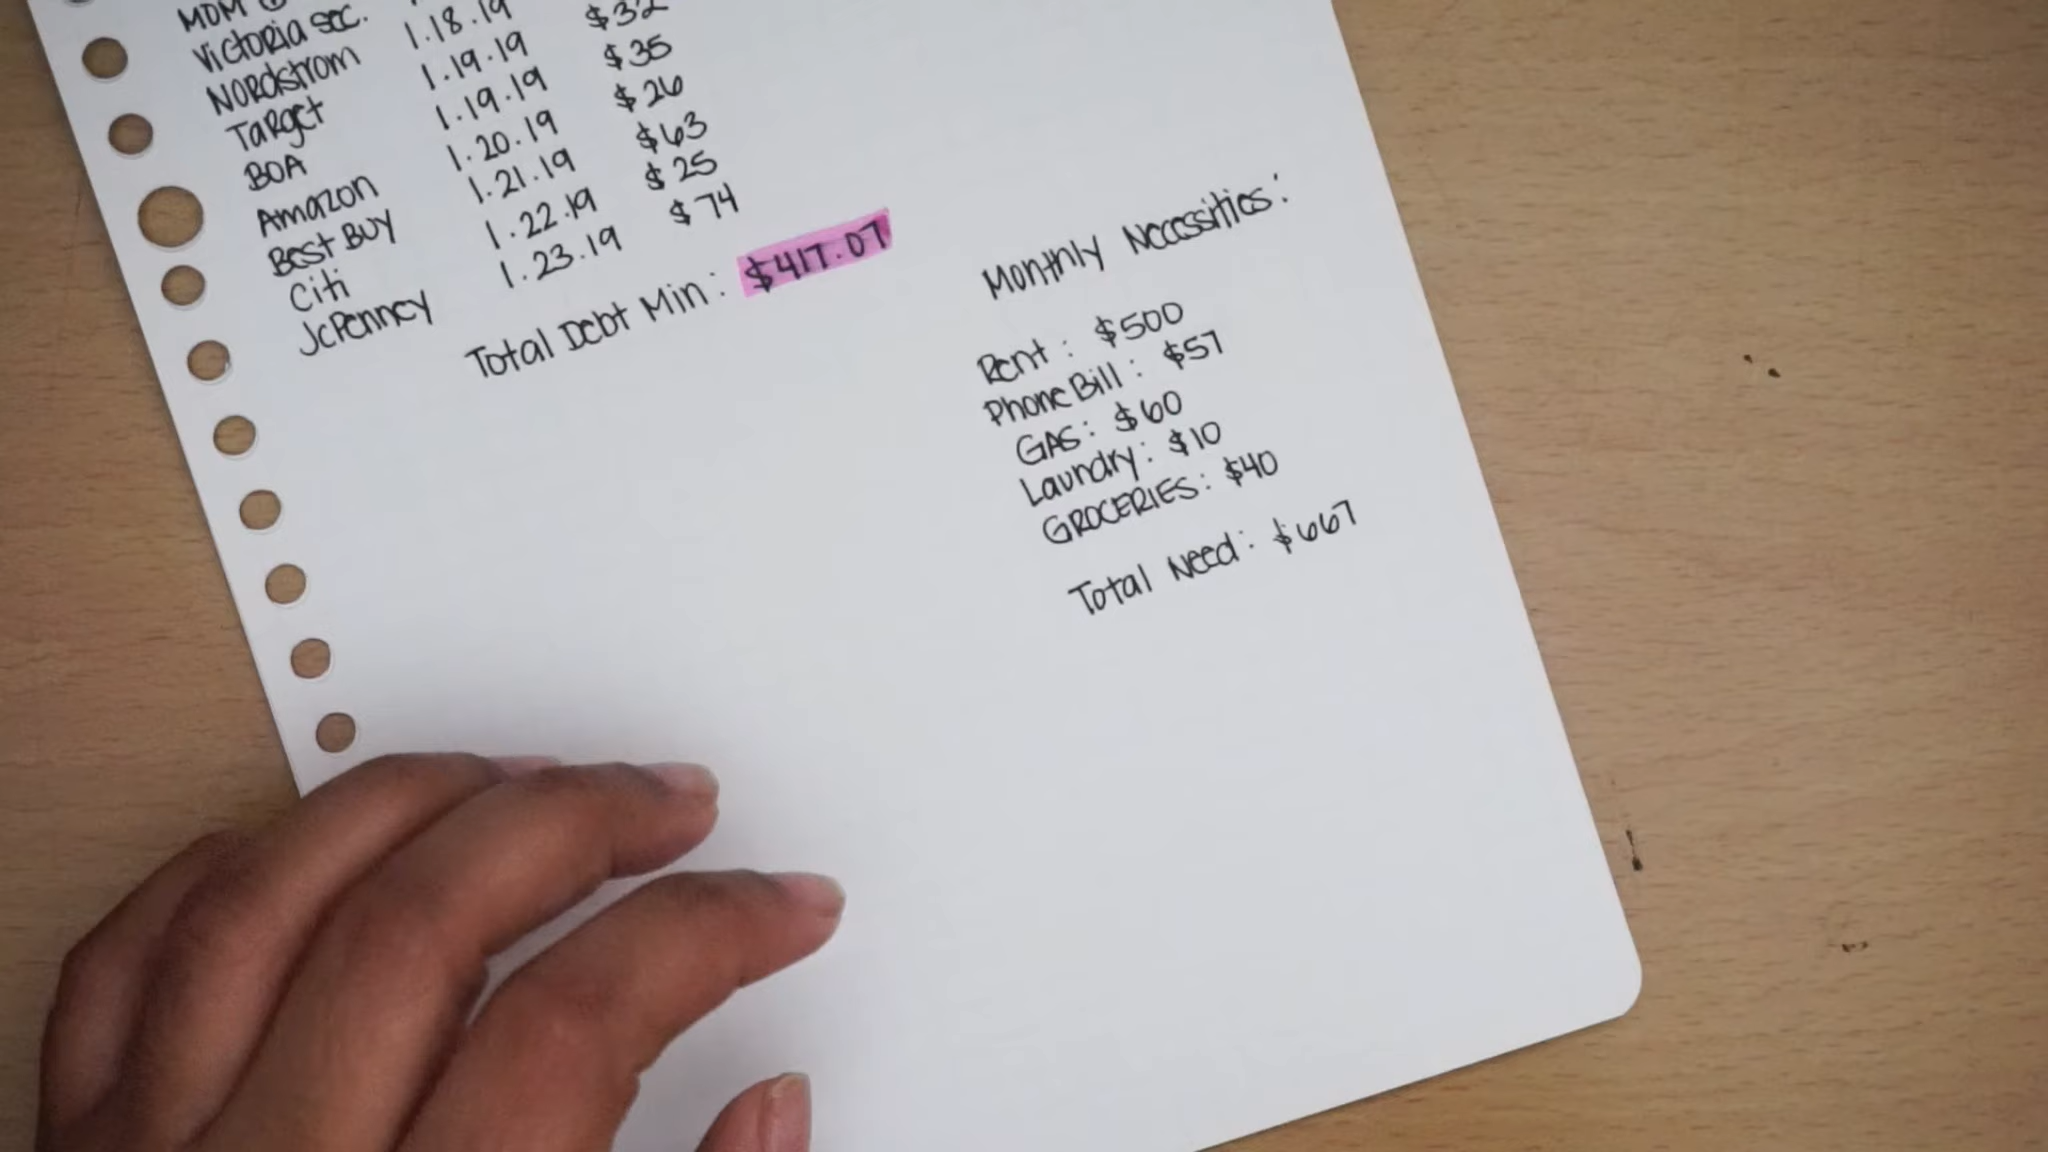 MOM
Victoria Sec.
Nordstrom 1.18.19
Target 1.19.19 $32
BOA 1.19.19 $35
Amazon 1.20.19 $26
Best Buy 1.21.19 $63
Citi 1.22.19 $25
JcPenney 1.23.19 $74
Total Debt Min: $417.07
Monthly Necessities:
Rent: $500
Phone Bill: $57
GAS: $60
Laundry: $10
GROCERIES: $40
Total Need: $667